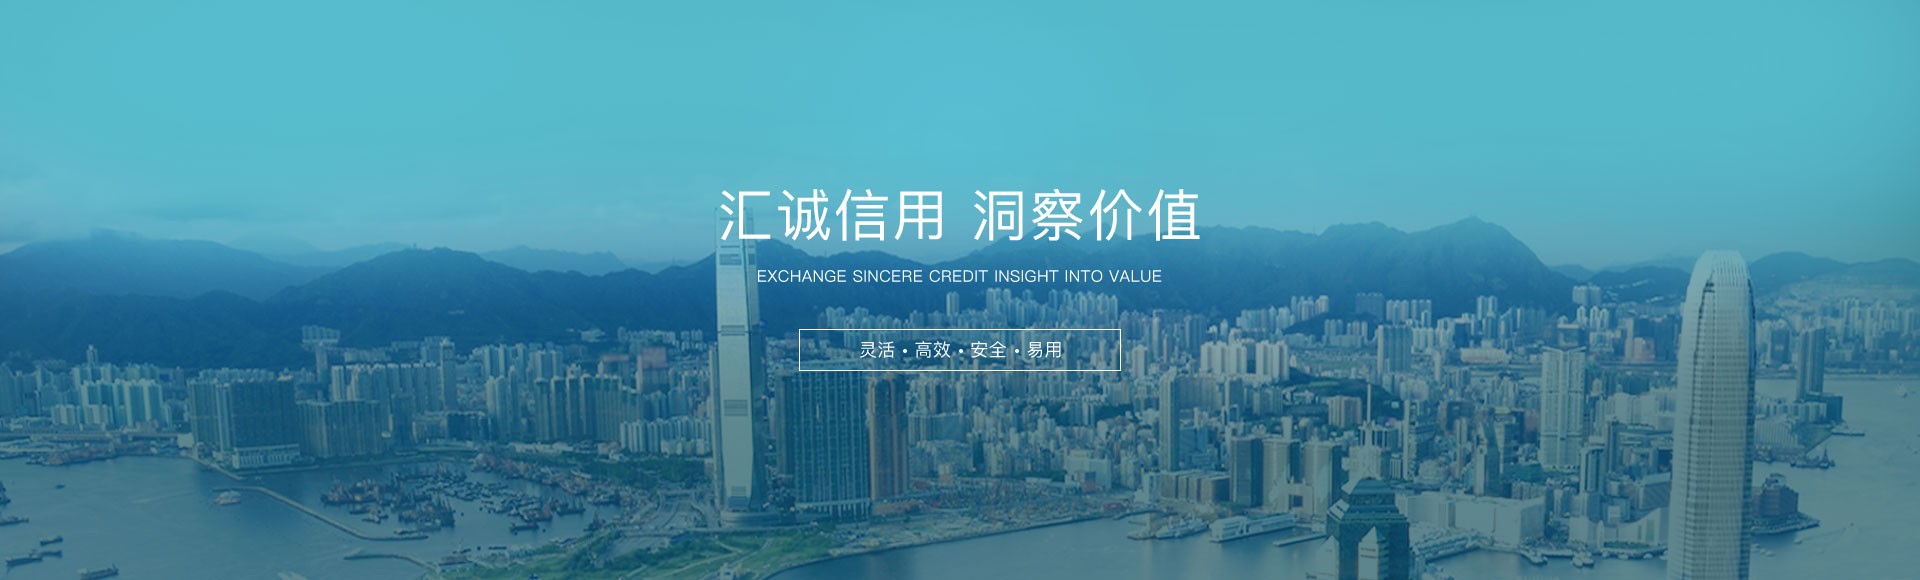 汇诚信用 洞察价值
EXCHANGE SINCERE CREDIT INSIGHT INTO VALUE
灵活 • 高效 • 安全 • 易用